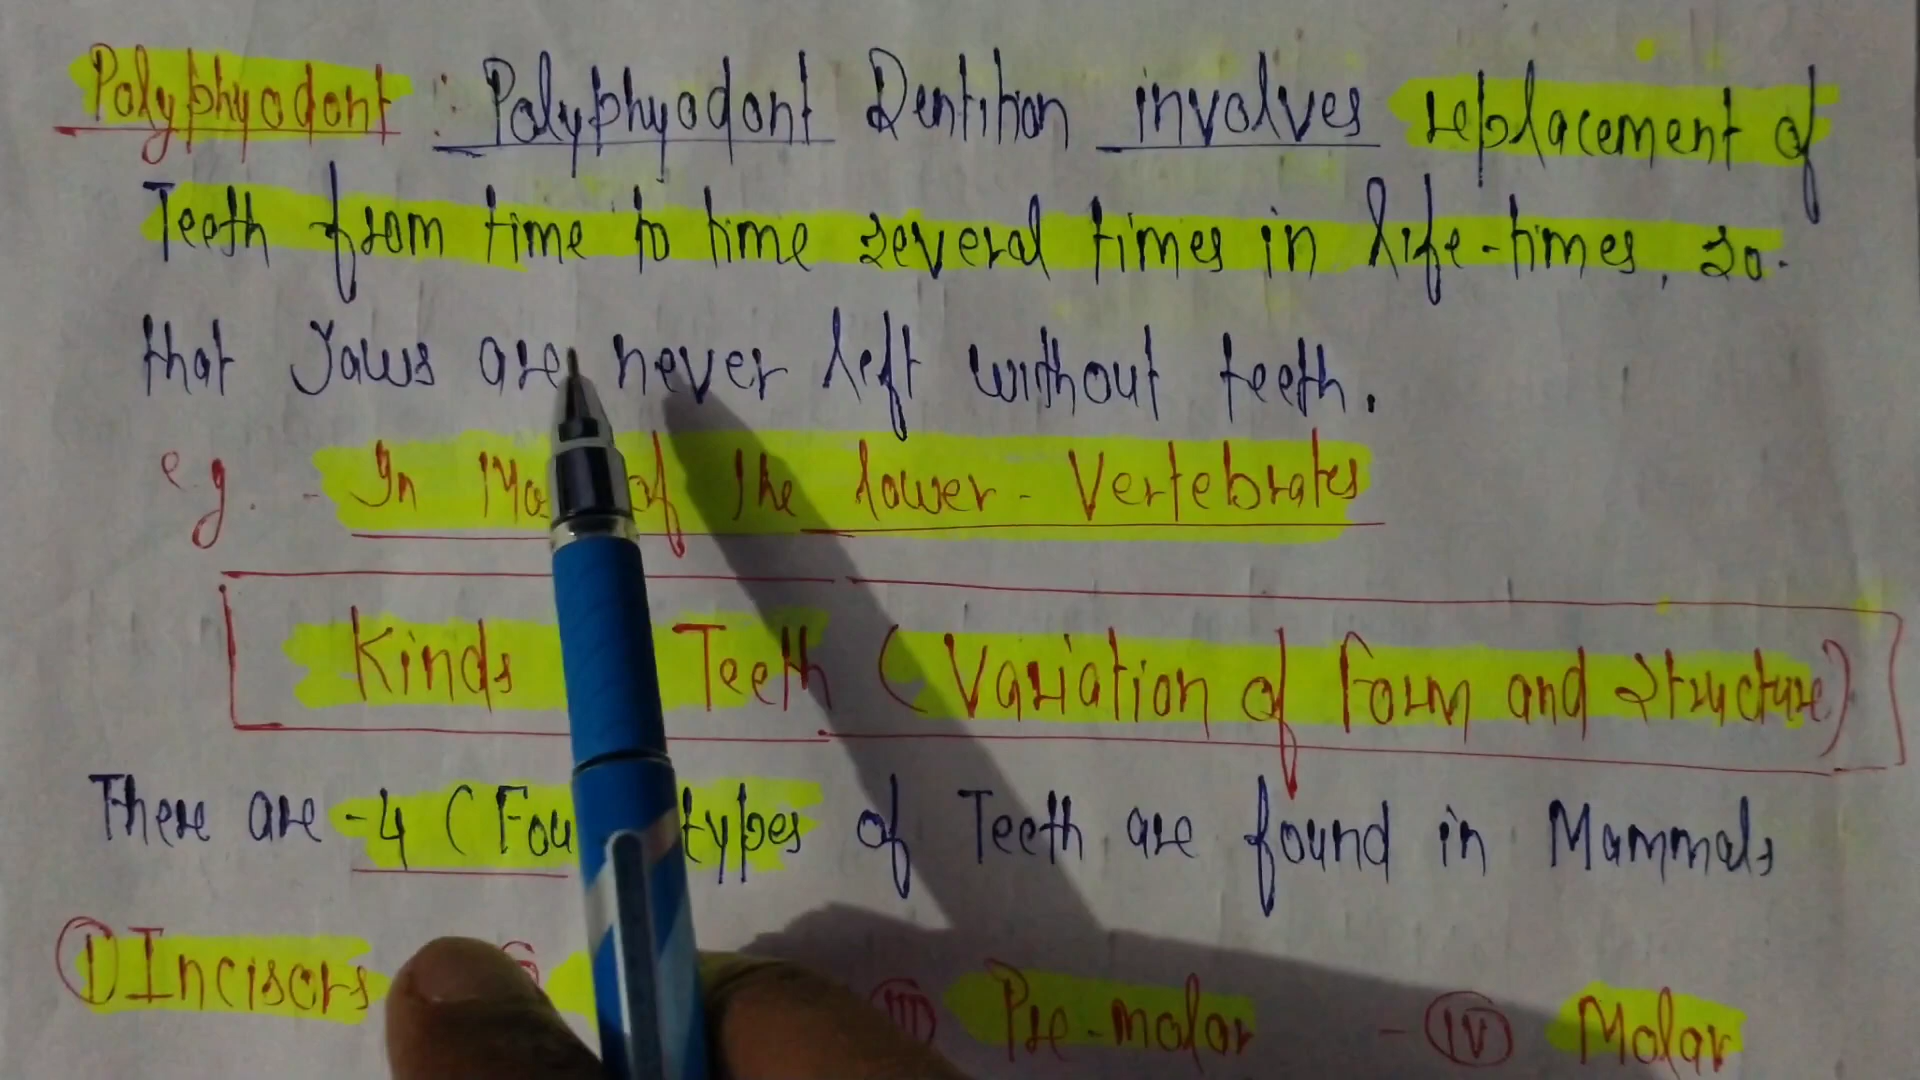 Polyphyodont : Polyphyodont Dentition involves replacement of
Teeth from time to time several times in life-times, so
that Jaws are never left without teeth.
e.g. - In of the lower - Vertebrates
Kinds Teeth (Variation of form and structure)
There are -4 (Fou types of Teeth are found in Mammals
(I) Incisors (III) Pre-molar - (IV) Molar